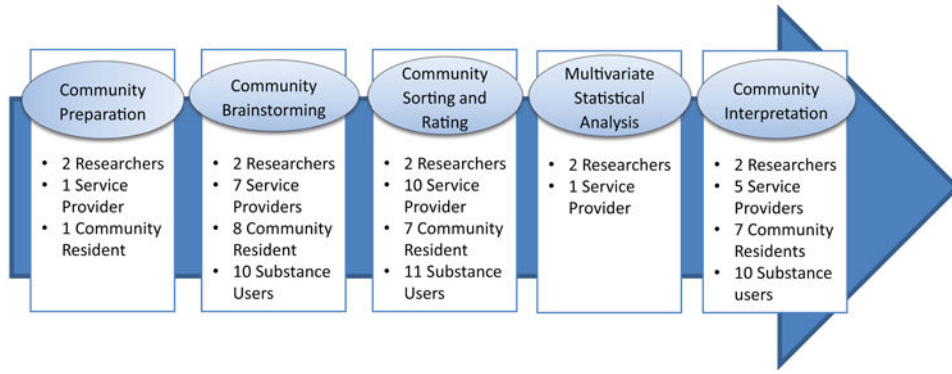 Community
Preparation
• 2 Researchers
• 1 Service
Provider
• 1 Community
Resident
Community
Brainstorming
• 2 Researchers
• 7 Service
Providers
• 8 Community
Resident
• 10 Substance
Users
Community
Sorting and
Rating
• 2 Researchers
• 10 Service
Provider
• 7 Community
Resident
• 11 Substance
Users
Multivariate
Statistical
Analysis
• 2 Researchers
• 1 Service
Provider
Community
Interpretation
• 2 Researchers
• 5 Service
Providers
• 7 Community
Residents
• 10 Substance
users